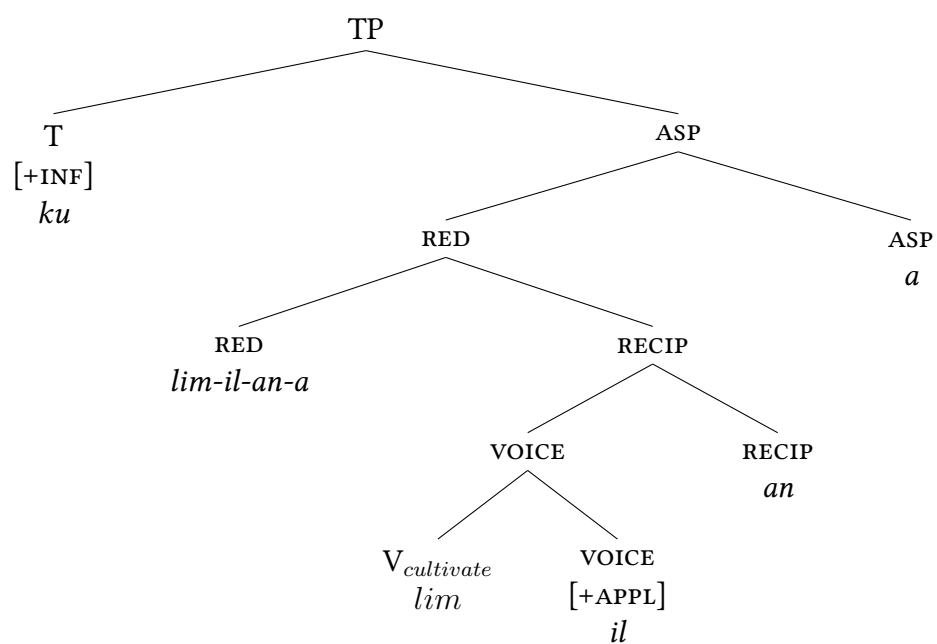 TP
T ASP
[+INF]
ku
RED ASP
a
RED RECIP
lim-il-an-a
VOICE RECIP
an
V_cultivate VOICE
lim [+APPL]
il